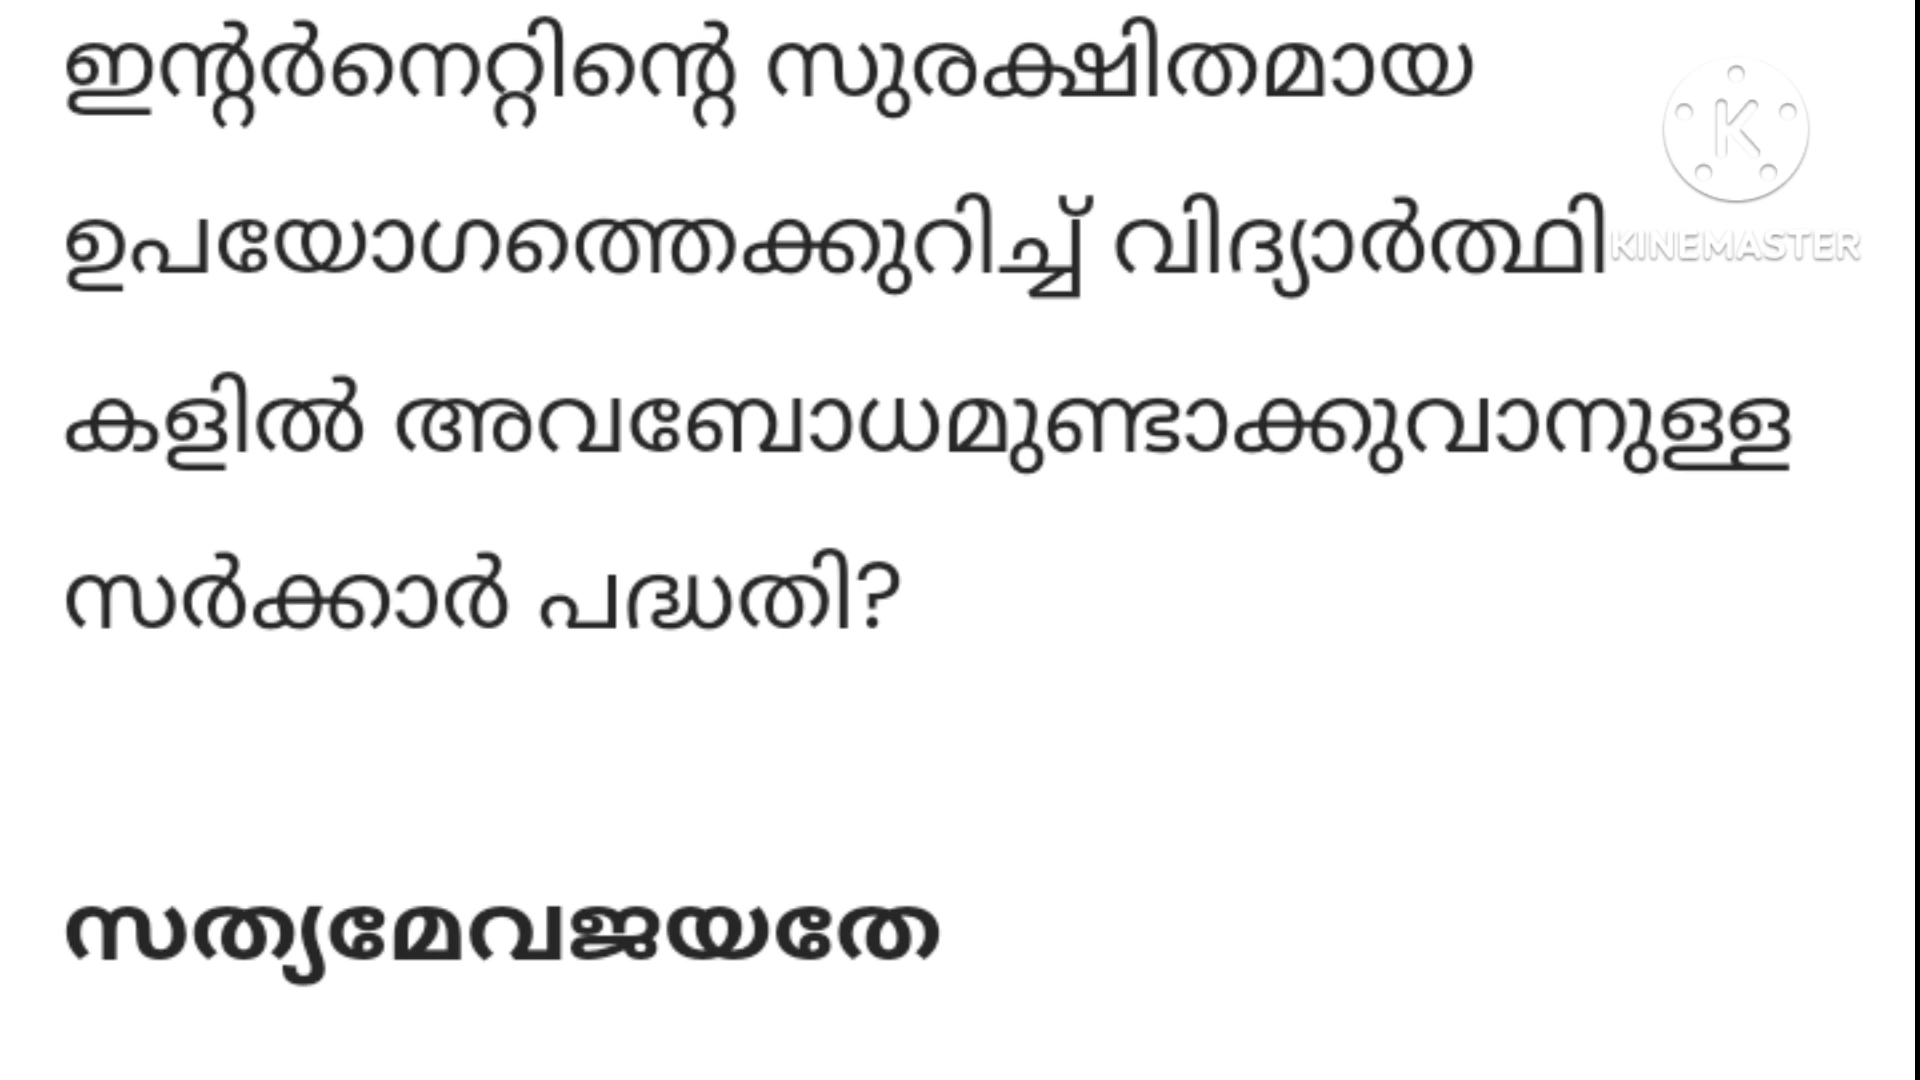 ഇന്റർനെറ്റിന്റെ സുരക്ഷിതമായ
ഉപയോഗത്തെക്കുറിച്ച് വിദ്യാർത്ഥി
കളിൽ അവബോധമുണ്ടാക്കുവാനുള്ള
സർക്കാർ പദ്ധതി?
സത്യമേവജയതേ
K
KINEMASTER